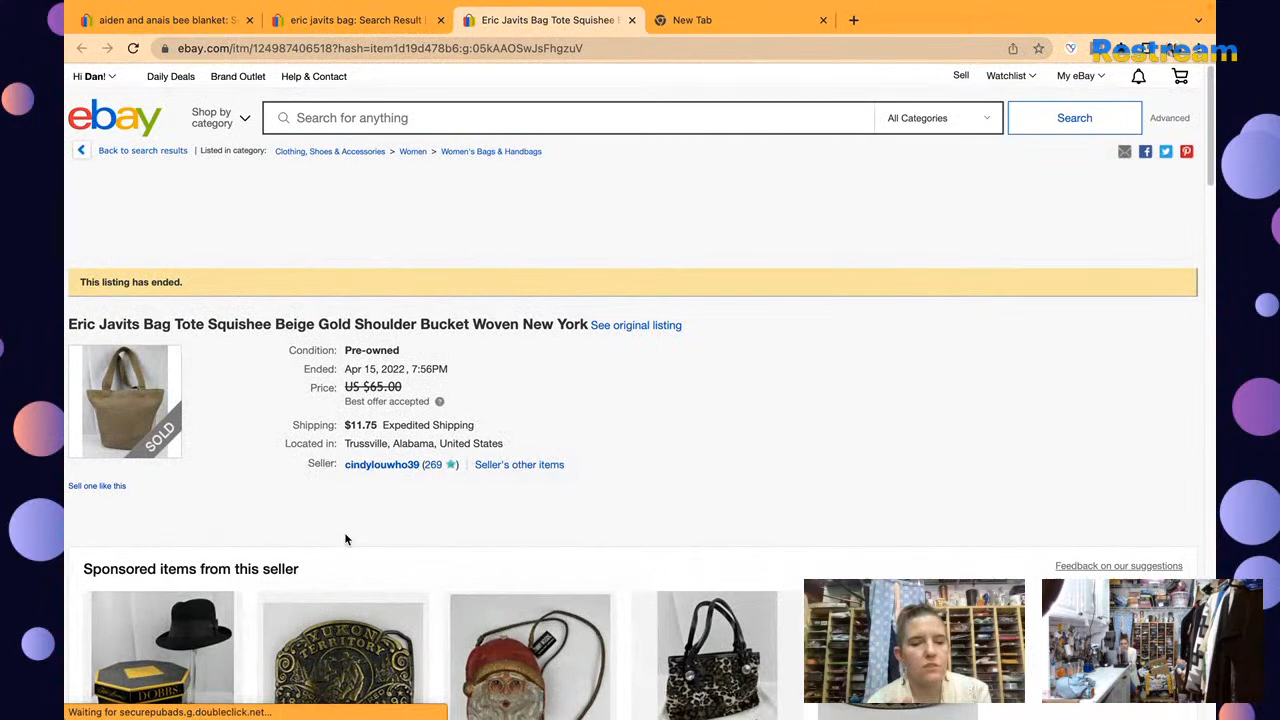 aiden and anais bee blanket: S
eric javits bag: Search Result
Eric Javits Bag Tote Squishee B
New Tab
ebay.com/itm/124987406518?hash=item1d19d478b6:g:05kAAOSwJsFhgzuV
Restream
Hi Dan!
Daily Deals
Brand Outlet
Help & Contact
Sell
Watchlist
My eBay
ebay
Shop by category
Search for anything
All Categories
Search
Advanced
Back to search results | Listed in category: Clothing, Shoes & Accessories > Women > Women's Bags & Handbags
This listing has ended.
Eric Javits Bag Tote Squishee Beige Gold Shoulder Bucket Woven New York See original listing
SOLD
Condition: Pre-owned
Ended: Apr 15, 2022, 7:56PM
Price: US $65.00
Best offer accepted
Shipping: $11.75 Expedited Shipping
Located in: Trussville, Alabama, United States
Seller: cindylouwho39 (269) | Seller's other items
Sell one like this
Sponsored items from this seller
Feedback on our suggestions
DOBBS
YUKON
TERRITORY
Waiting for securepubads.g.doubleclick.net...